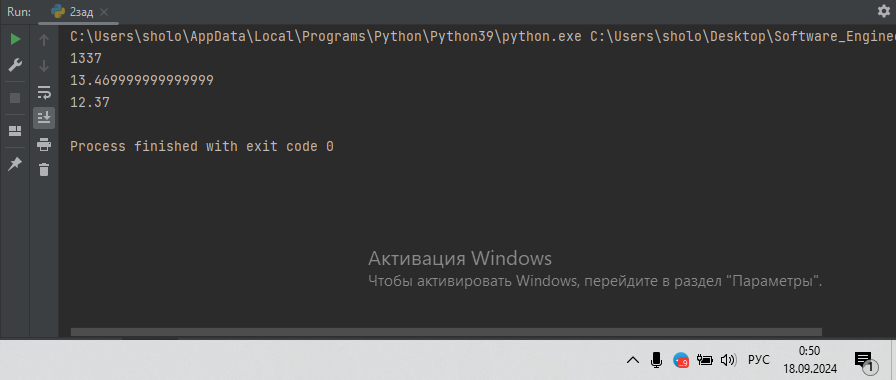 Run: 2зад
C:\Users\sholo\AppData\Local\Programs\Python\Python39\python.exe C:\Users\sholo\Desktop\Software_Enginee
1337
13.469999999999999
12.37
Process finished with exit code 0
Активация Windows
Чтобы активировать Windows, перейдите в раздел "Параметры".
РУС
0:50
18.09.2024
1